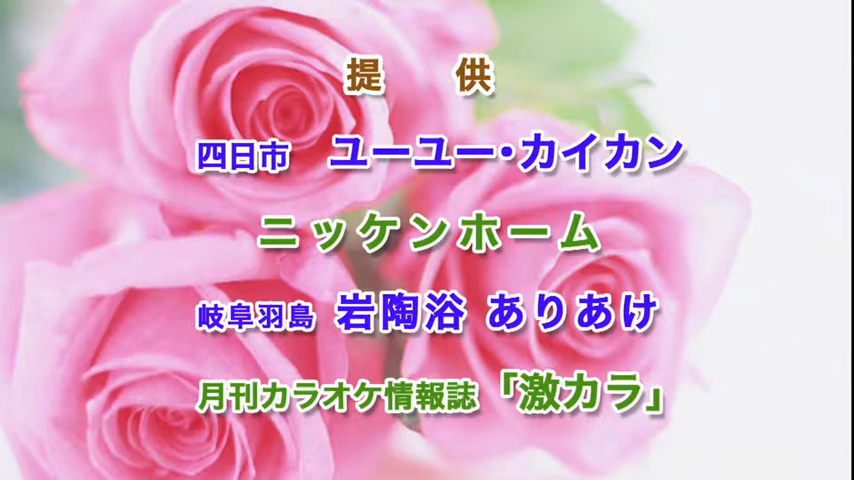 提　供
四日市　ユーユー・カイカン
ニッケンホーム
岐阜羽島 岩陶浴 ありあけ
月刊カラオケ情報誌「激カラ」